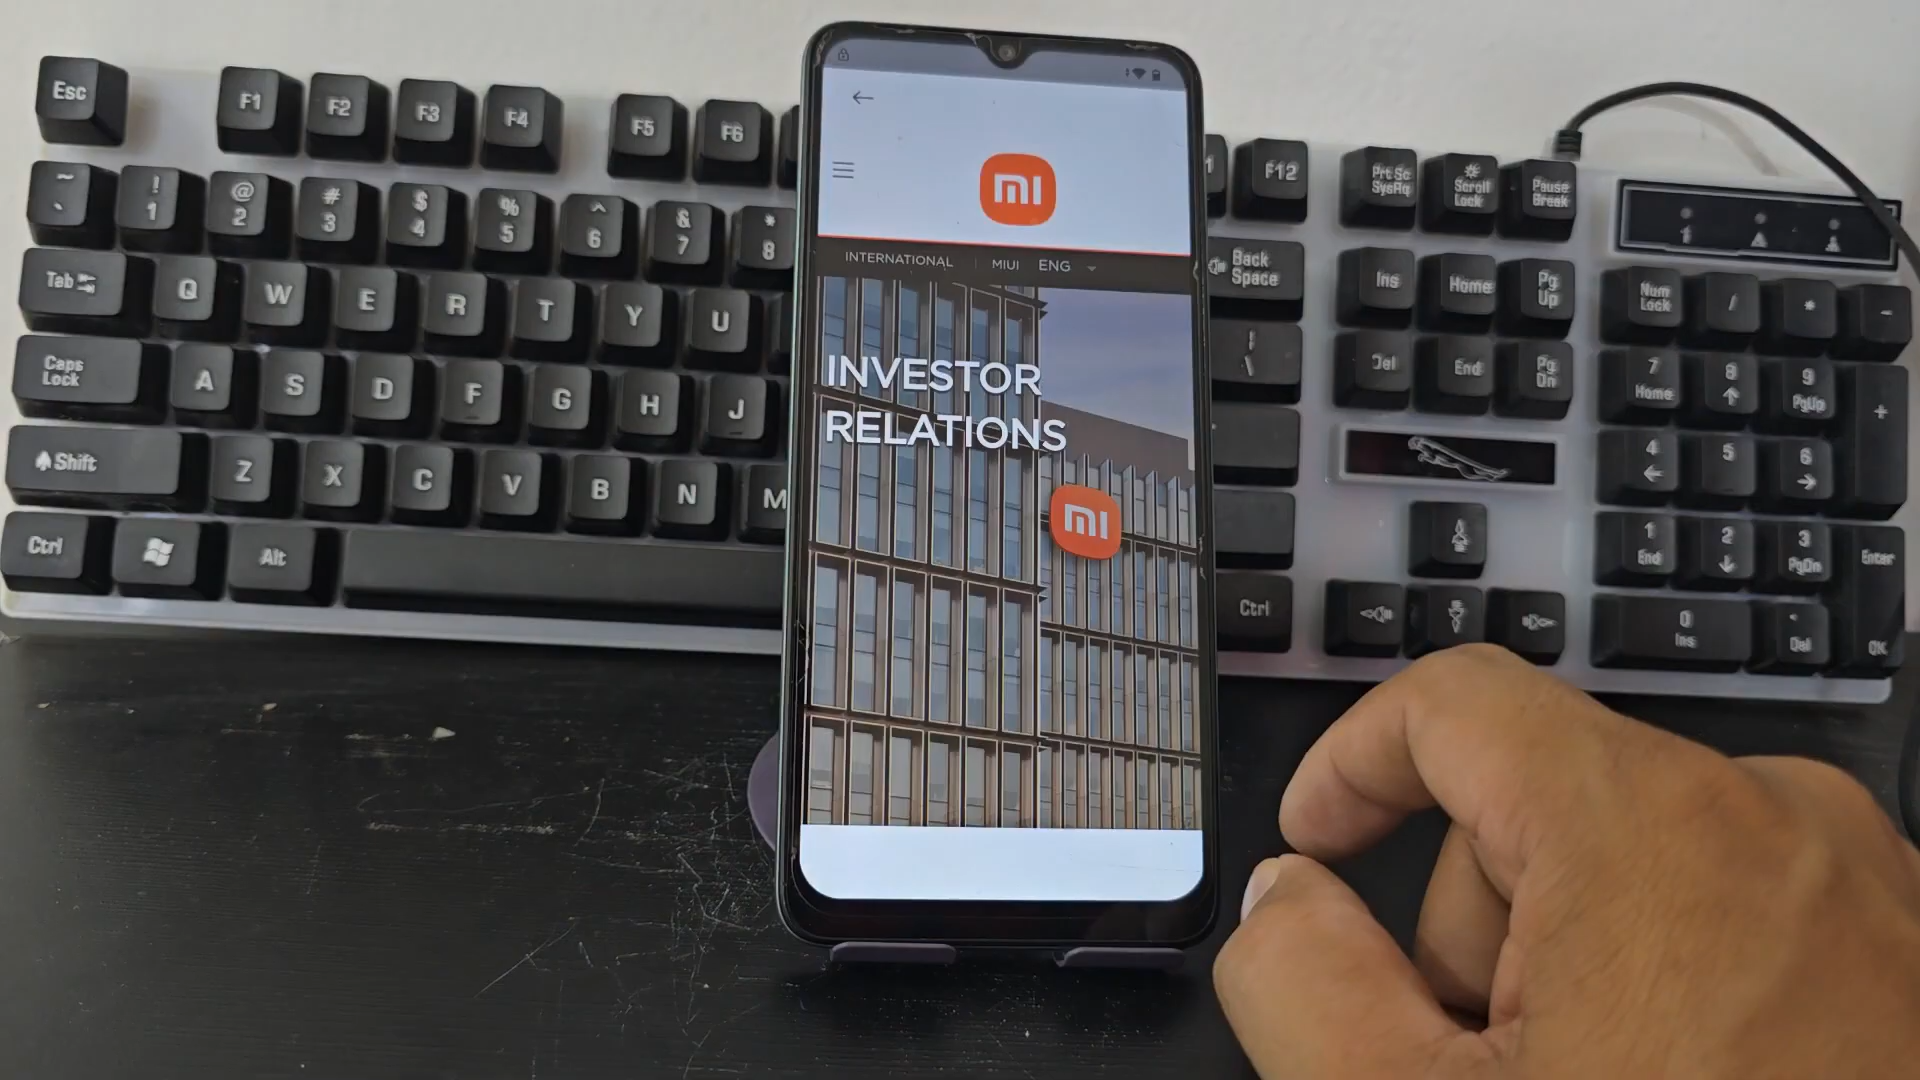 Esc F1 F2 F3 F4 F5 F6 F12 Prt Sc SysRq Scroll Lock Pause Break
~ ` ! 1 @ 2 # 3 $ 4 % 5 ^ 6 & 7 * 8 Back Space Ins Home Pg Up Num Lock / * -
Tab Q W E R T Y U | \ Del End Pg Dn 7 Home 8 9 PgUp +
Caps Lock A S D F G H J 4 5 6
Shift Z X C V B N M 1 End 2 3 PgDn Enter
Ctrl Alt Ctrl 0 Ins . Del OK
mi
INTERNATIONAL | MIUI ENG
INVESTOR
RELATIONS
mi